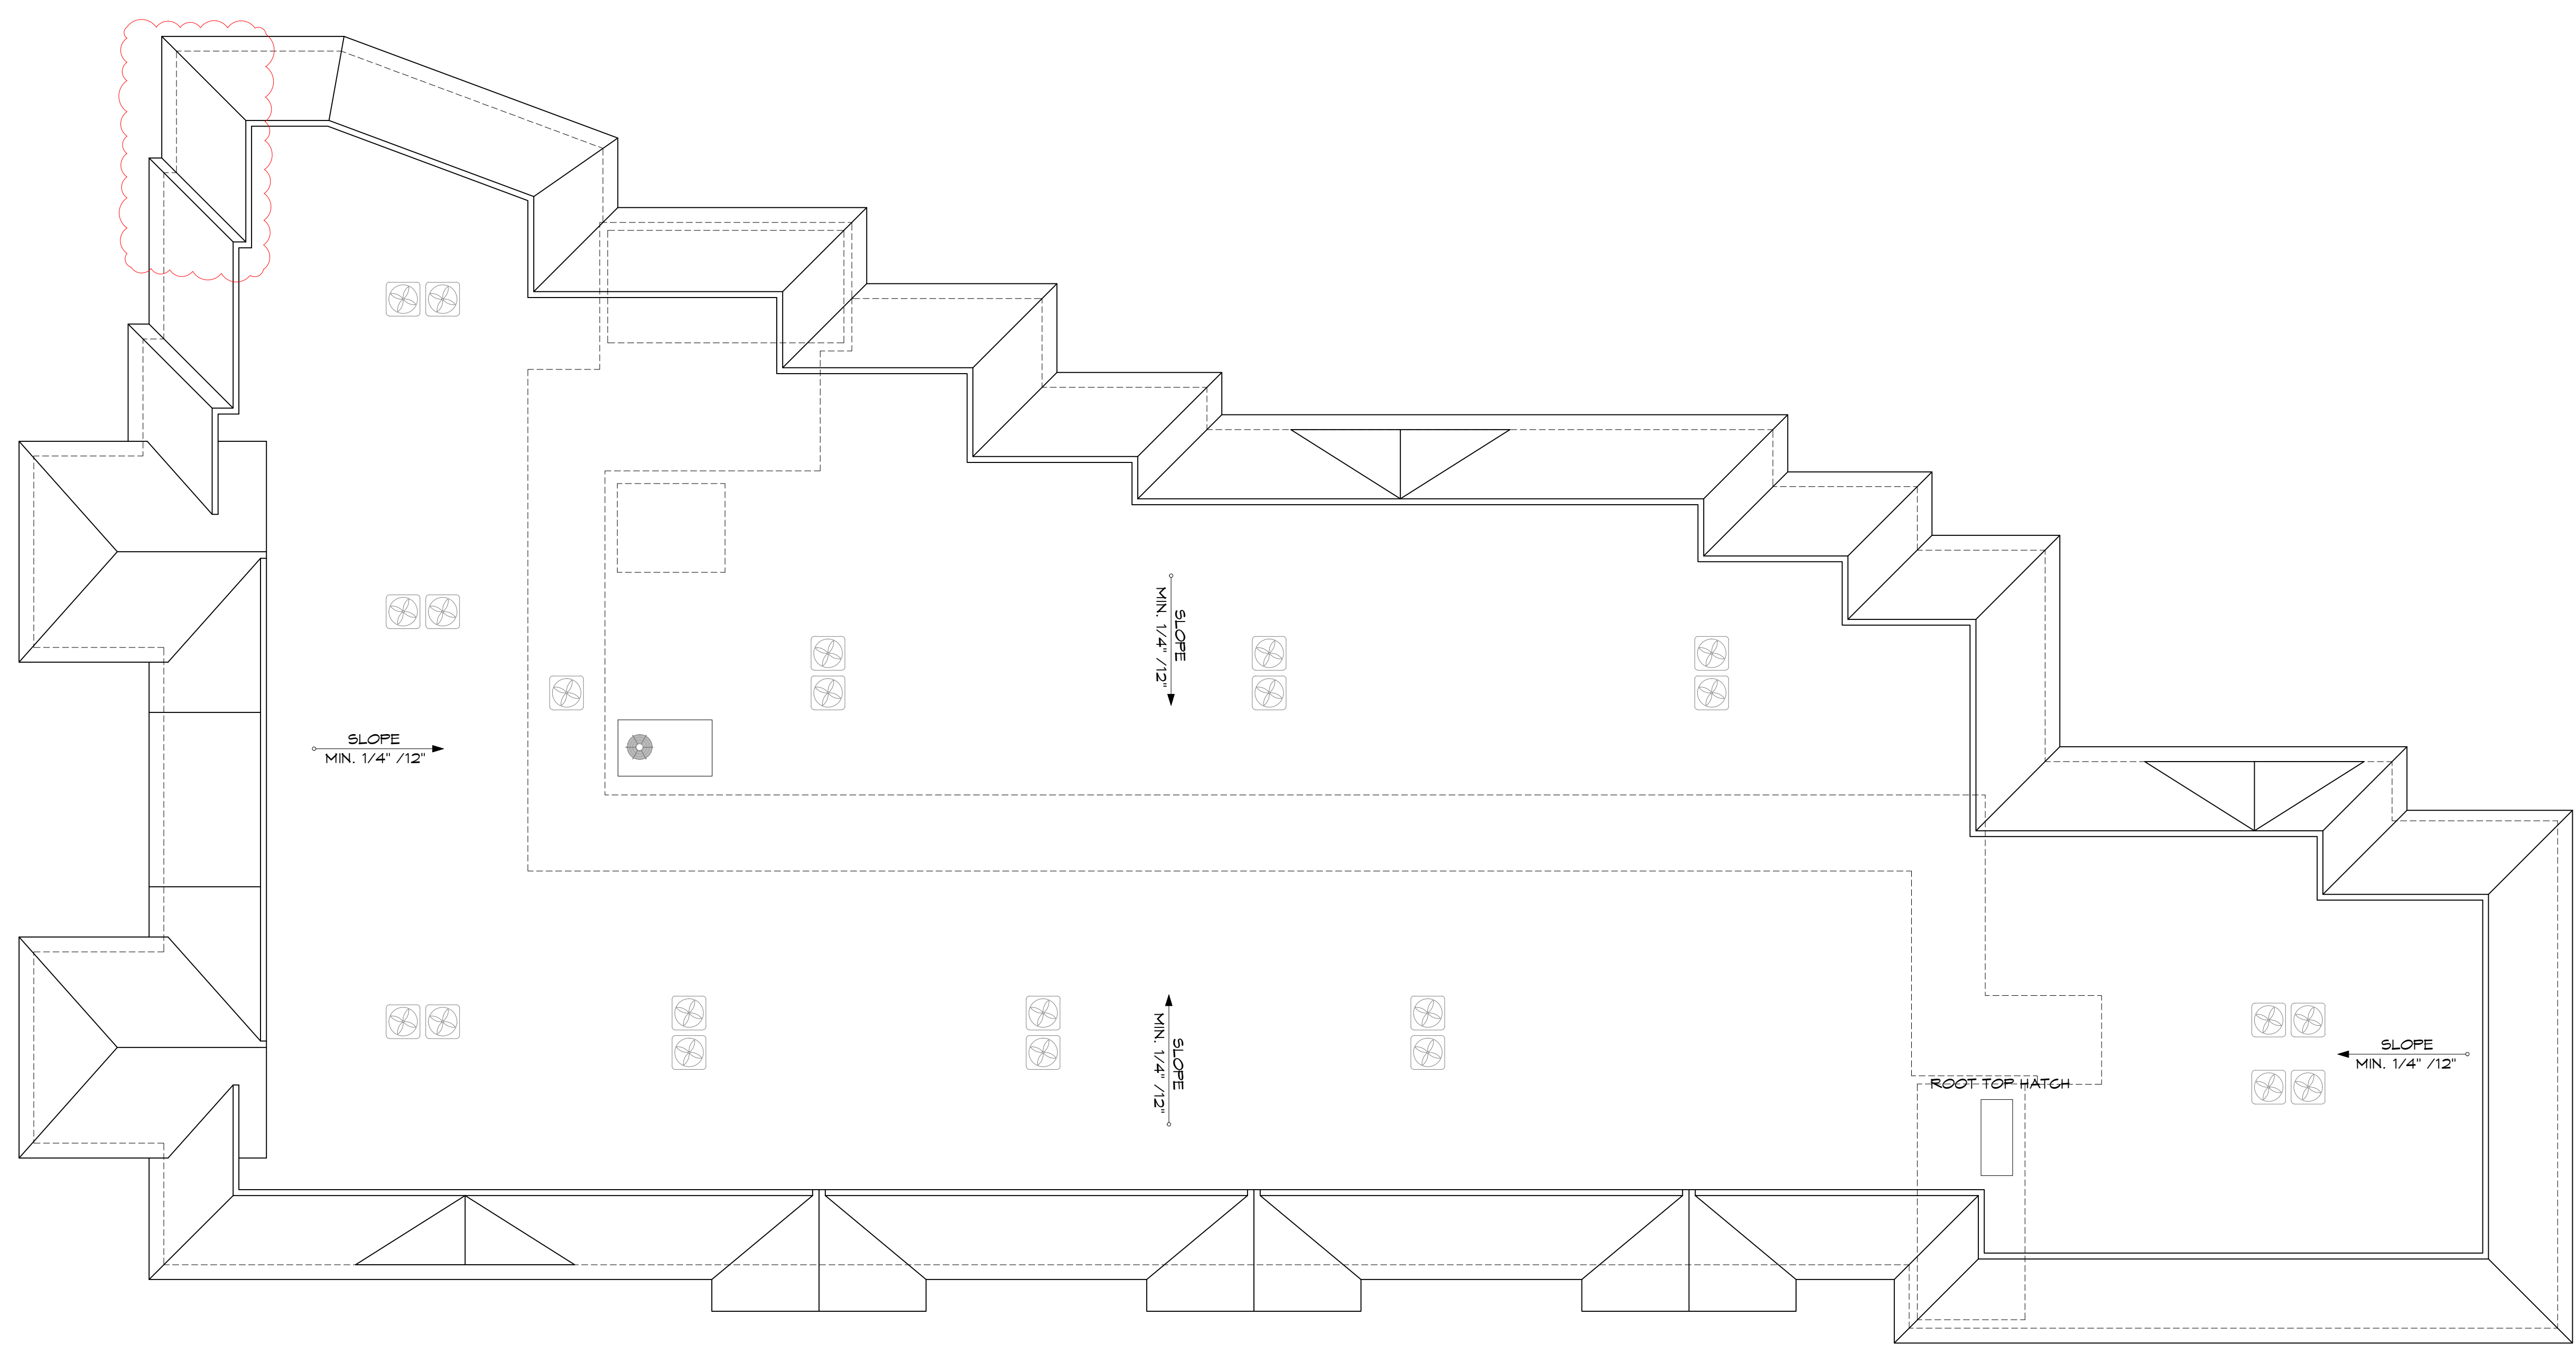 SLOPE
MIN. 1/4" /12"
SLOPE
MIN. 1/4" /12"
SLOPE
MIN. 1/4" /12"
SLOPE
MIN. 1/4" /12"
ROOT TOP HATCH